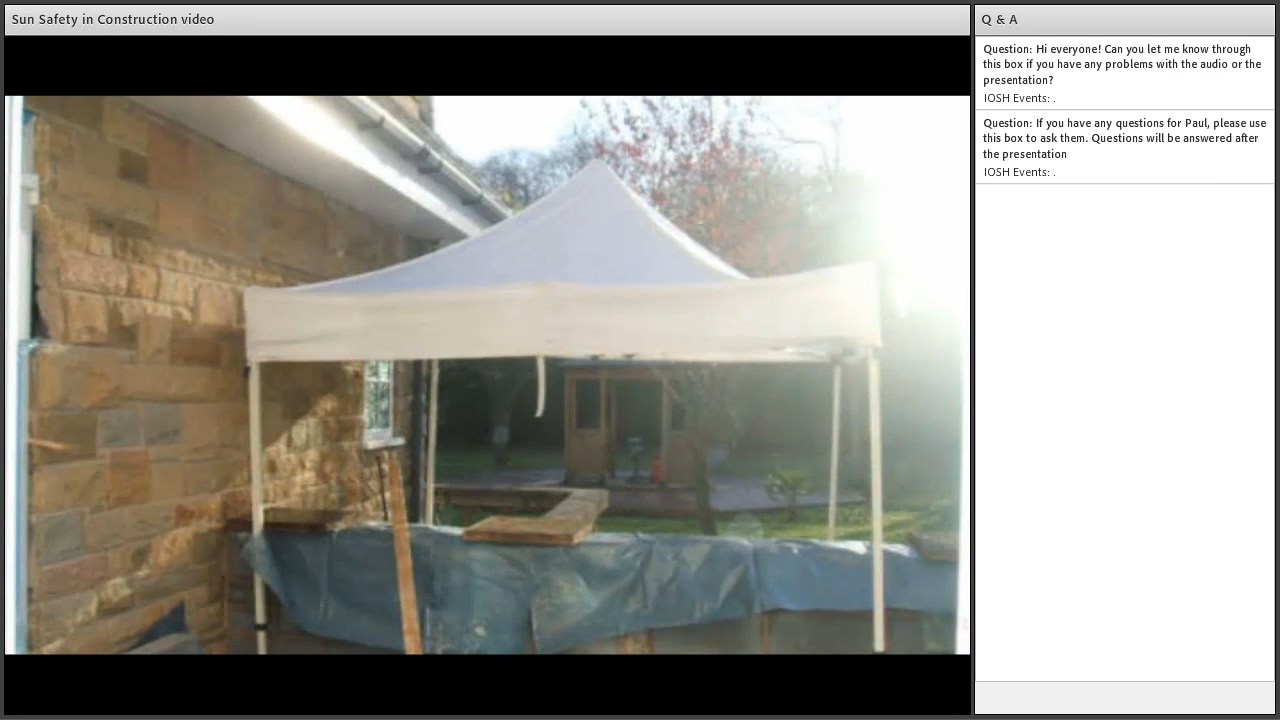 Sun Safety in Construction video
Q & A
Question: Hi everyone! Can you let me know through
this box if you have any problems with the audio or the
presentation?
IOSH Events: .
Question: If you have any questions for Paul, please use
this box to ask them. Questions will be answered after
the presentation
IOSH Events: .